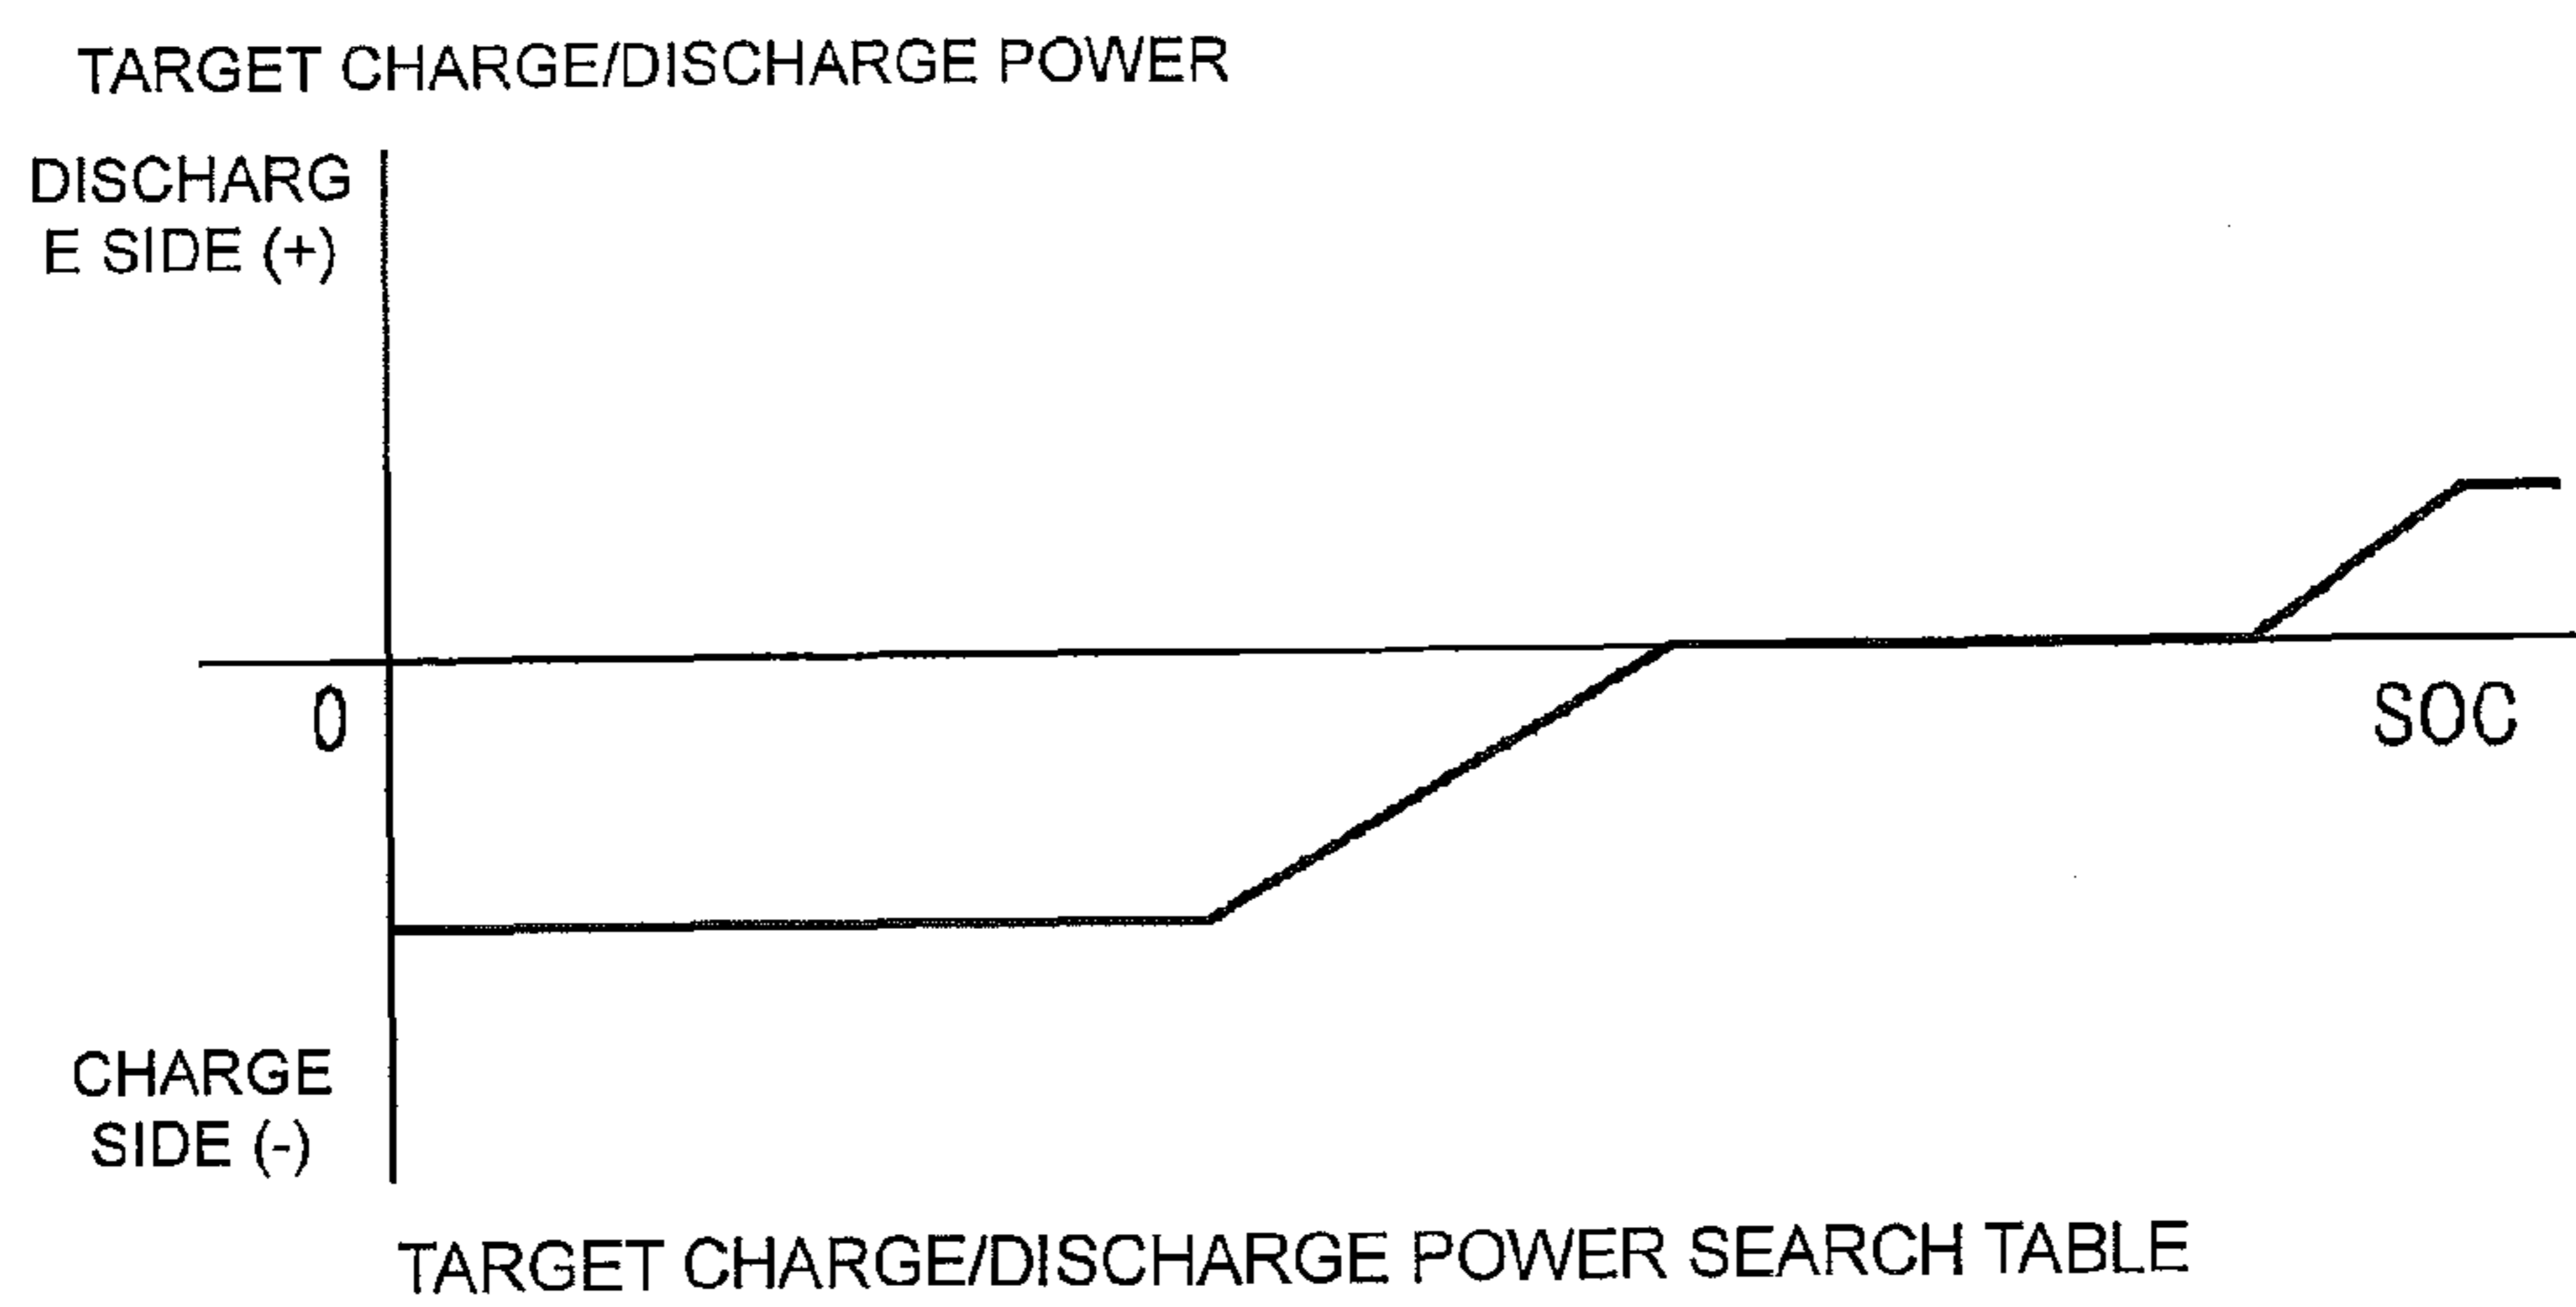 TARGET CHARGE/DISCHARGE POWER
DISCHARG
E SIDE (+)
0
SOC
CHARGE
SIDE (-)
TARGET CHARGE/DISCHARGE POWER SEARCH TABLE